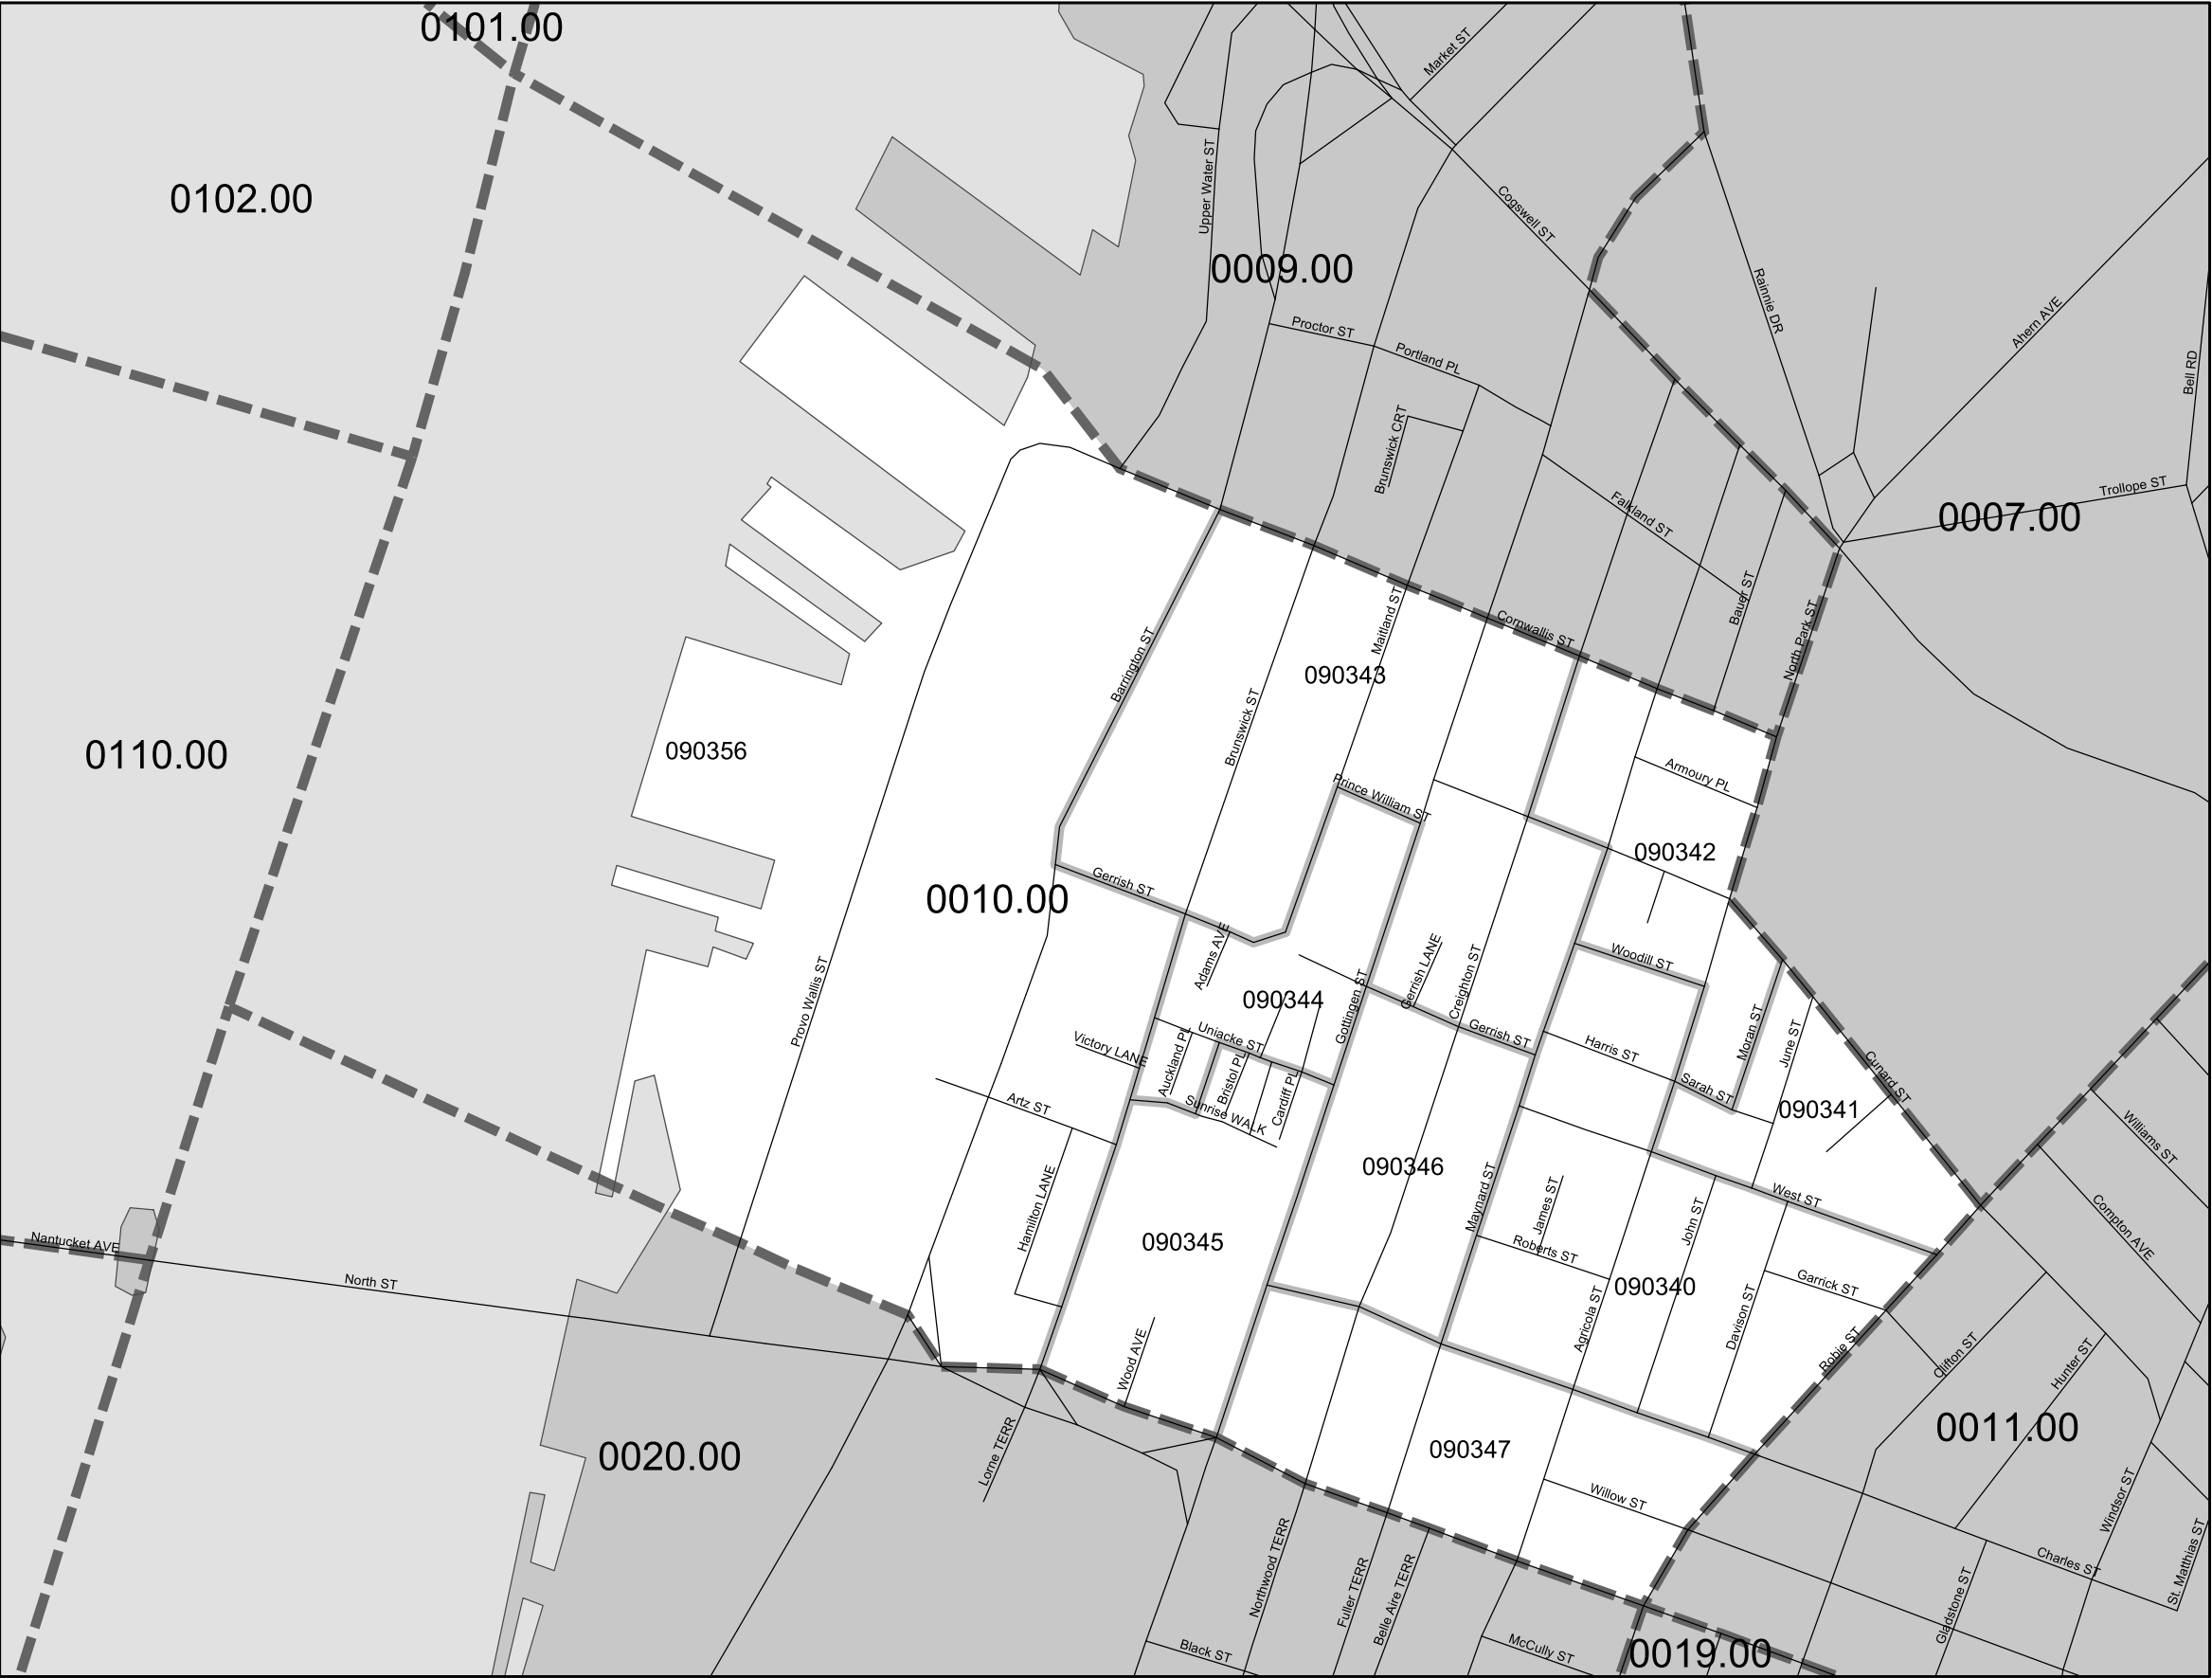 0101.00
Market ST
0102.00
Upper Water ST
Cogswell ST
0009.00
Rainnie DR
Ahern AVE
Proctor ST
Portland PL
Bell RD
Brunswick CRT
Falkland ST
Trollope ST
0007.00
Bauer ST
Maitland ST
Cornwallis ST
North Park ST
Barrington ST
090343
Brunswick ST
0110.00
090356
Armoury PL
Prince William ST
090342
Gerrish ST
0010.00
Adams AVE
Gerrish LANE
Creighton ST
Woodill ST
Provo Wallis ST
090344
Gottingen ST
Uniacke ST
Gerrish ST
Moran ST
June ST
Harris ST
Victory LANE
Auckland PL
Bristol PL
Cardiff PL
Sunrise WALK
Sarah ST
Cunard ST
090341
Artz ST
Williams ST
Hamilton LANE
090346
Maynard ST
James ST
West ST
John ST
Compton AVE
Nantucket AVE
090345
Roberts ST
North ST
090340
Garrick ST
Agricola ST
Davison ST
Robie ST
Clifton ST
Hunter ST
Wood AVE
0011.00
0020.00
Lorne TERR
090347
Willow ST
Windsor ST
Northwood TERR
Fuller TERR
Belle Aire TERR
Charles ST
St. Matthias ST
Gladstone ST
Black ST
McCully ST
0019.00